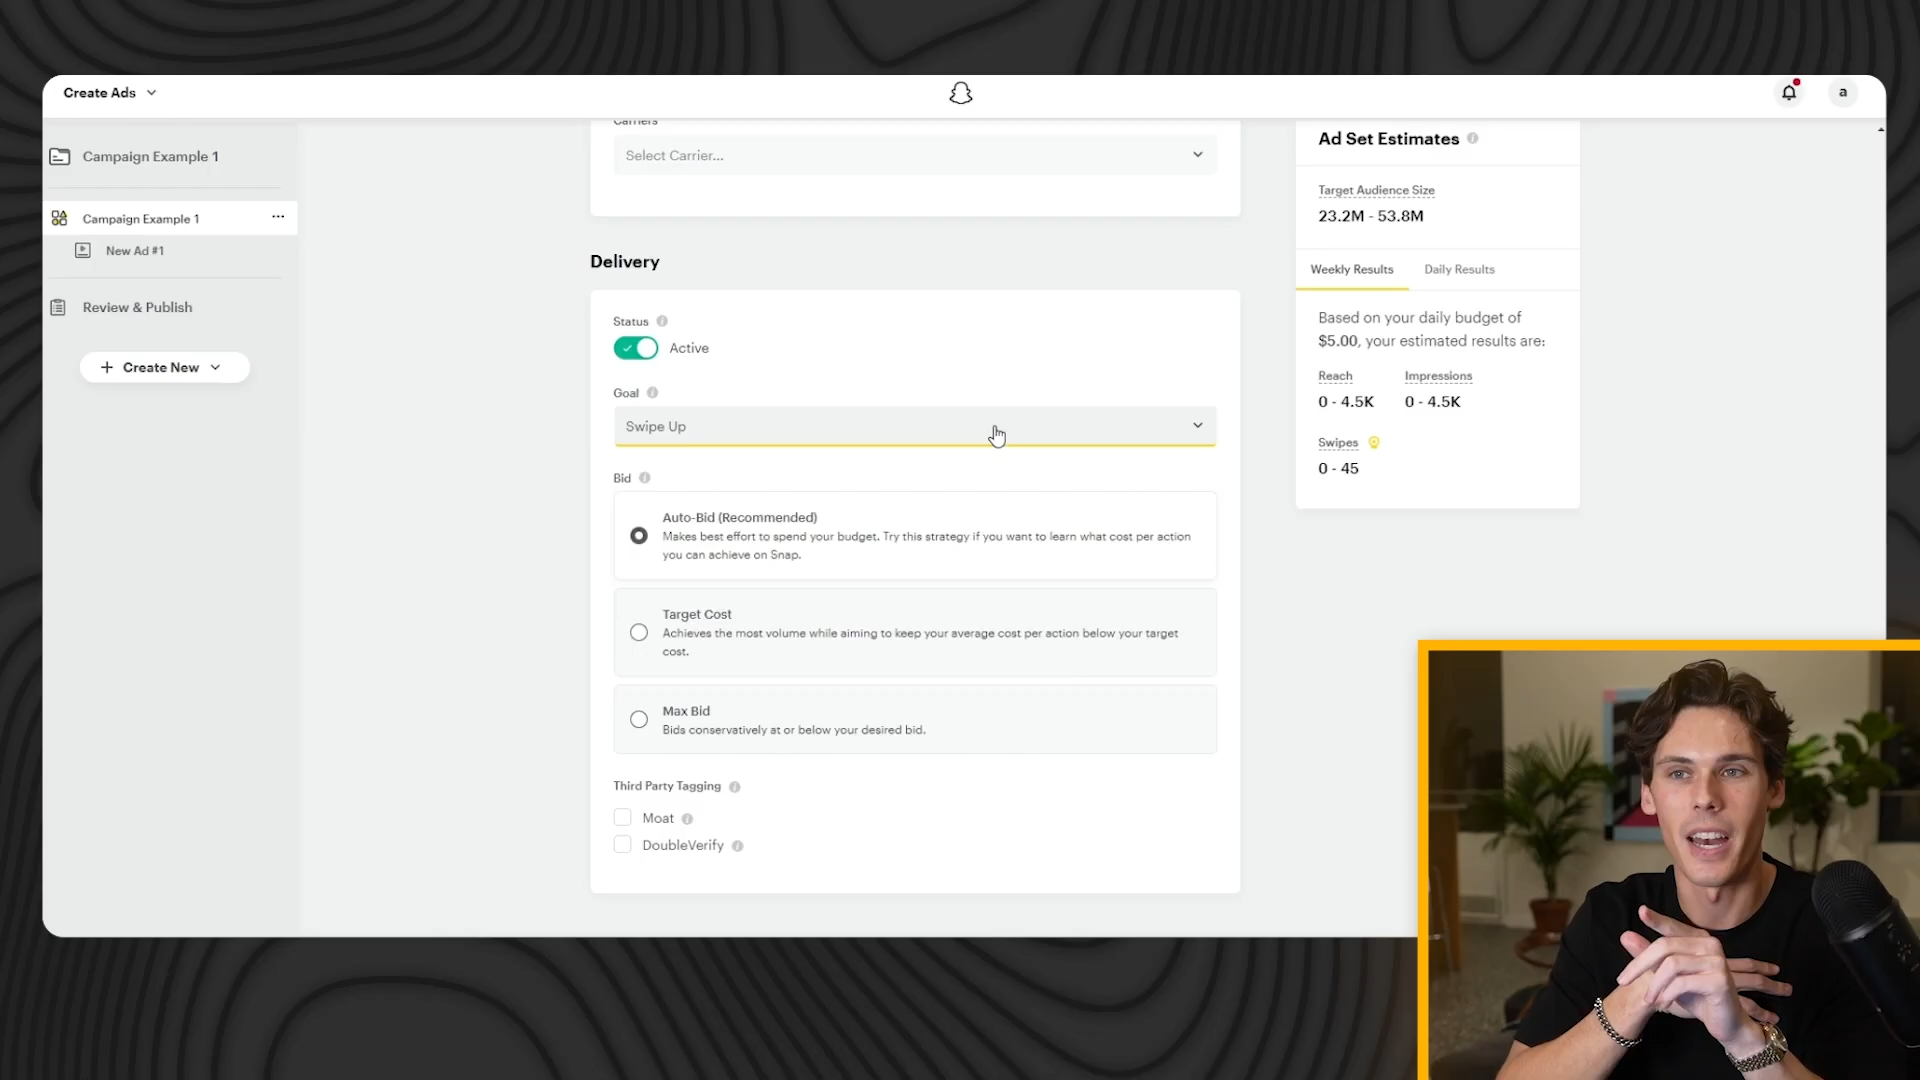 Create Ads
a
Campaign Example 1
Campaign Example 1
New Ad #1
Review & Publish
+ Create New
Carriers
Select Carrier...
Delivery
Status
Active
Goal
Swipe Up
Bid
Auto-Bid (Recommended)
Makes best effort to spend your budget. Try this strategy if you want to learn what cost per action
you can achieve on Snap.
Target Cost
Achieves the most volume while aiming to keep your average cost per action below your target
cost.
Max Bid
Bids conservatively at or below your desired bid.
Third Party Tagging
Moat
DoubleVerify
Ad Set Estimates
Target Audience Size
23.2M - 53.8M
Weekly Results Daily Results
Based on your daily budget of
$5.00, your estimated results are:
Reach Impressions
0 - 4.5K 0 - 4.5K
Swipes
0 - 45